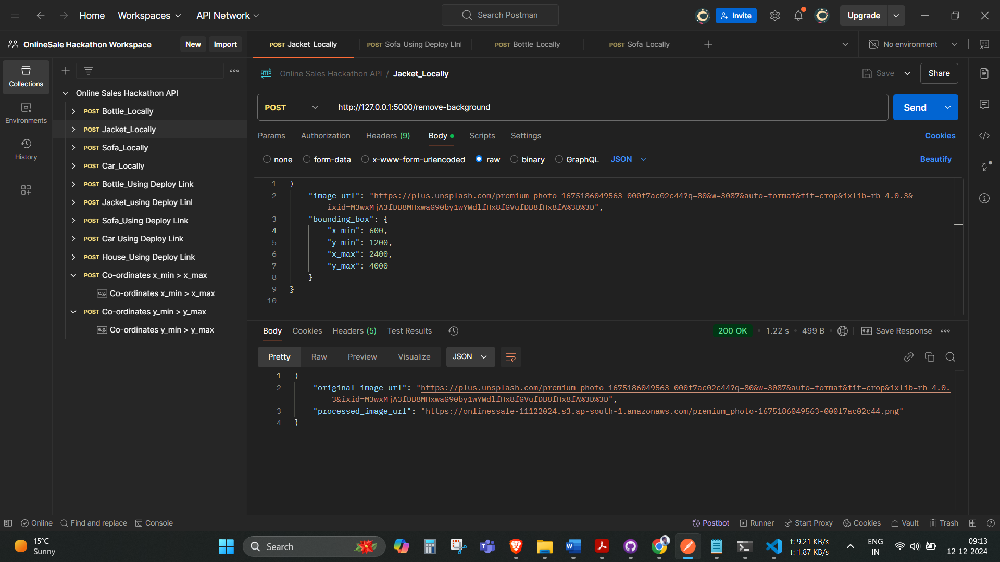 Home
Workspaces
API Network
Search Postman
Invite
Upgrade
OnlineSale Hackathon Workspace
New
Import
POST Jacket_Locally
POST Sofa_Using Deploy LIn
POST Bottle_Locally
POST Sofa_Locally
No environment
Collections
Environments
History
Online Sales Hackathon API
POST Bottle_Locally
POST Jacket_Locally
POST Sofa_Locally
POST Car_Locally
POST Bottle_Using Deploy LInk
POST Jacket_using Deploy Linl
POST Sofa_Using Deploy LInk
POST Car Using Deploy Link
POST House_Using Deploy Link
POST Co-ordinates x_min > x_max
e.g. Co-ordinates x_min > x_max
POST Co-ordinates y_min > y_max
e.g. Co-ordinates y_min > y_max
HTTP Online Sales Hackathon API / Jacket_Locally
Save
Share
POST
http://127.0.0.1:5000/remove-background
Send
Params
Authorization
Headers (9)
Body
Scripts
Settings
Cookies
none
form-data
x-www-form-urlencoded
raw
binary
GraphQL
JSON
Beautify
1 {
2 "image_url": "https://plus.unsplash.com/premium_photo-1675186049563-000f7ac02c44?q=80&w=3087&auto=format&fit=crop&ixlib=rb-4.0.3&
ixid=M3wxMjA3fDB8MHxwaG90by1wYWdlfHx8fGVufDB8fHx8fA%3D%3D",
3 "bounding_box": {
4 "x_min": 600,
5 "y_min": 1200,
6 "x_max": 2400,
7 "y_max": 4000
8 }
9 }
10
Body
Cookies
Headers (5)
Test Results
200 OK
1.22 s
499 B
e.g. Save Response
Pretty
Raw
Preview
Visualize
JSON
1 {
2 "original_image_url": "https://plus.unsplash.com/premium_photo-1675186049563-000f7ac02c44?q=80&w=3087&auto=format&fit=crop&ixlib=rb-4.0.
3&ixid=M3wxMjA3fDB8MHxwaG90by1wYWdlfHx8fGVufDB8fHx8fA%3D%3D",
3 "processed_image_url": "https://onlinessale-11122024.s3.ap-south-1.amazonaws.com/premium_photo-1675186049563-000f7ac02c44.png"
4 }
Online
Find and replace
Console
Postbot
Runner
Start Proxy
Cookies
Vault
Trash
15°C
Sunny
Search
↑: 9.21 KB/s
↓: 1.87 KB/s
ENG
IN
09:13
12-12-2024